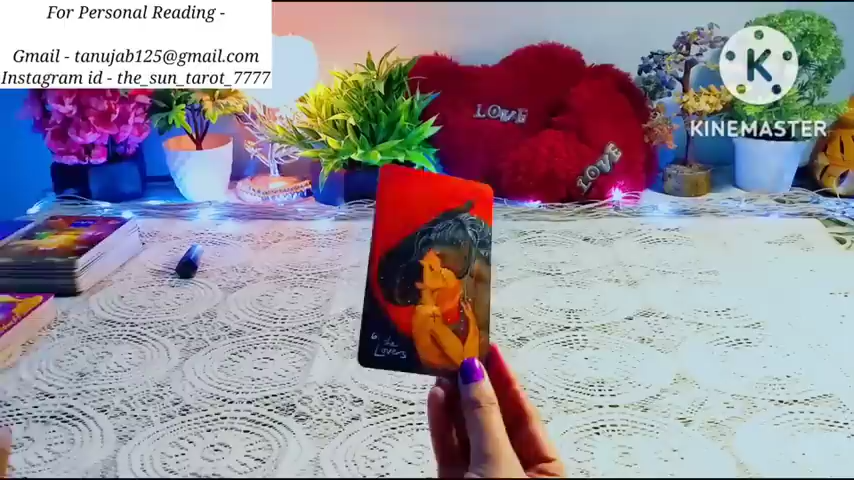 For Personal Reading -
Gmail - tanujab125@gmail.com
Instagram id - the_sun_tarot_7777
K
KINEMASTER
LOVE
LOVE
6) the
Lovers